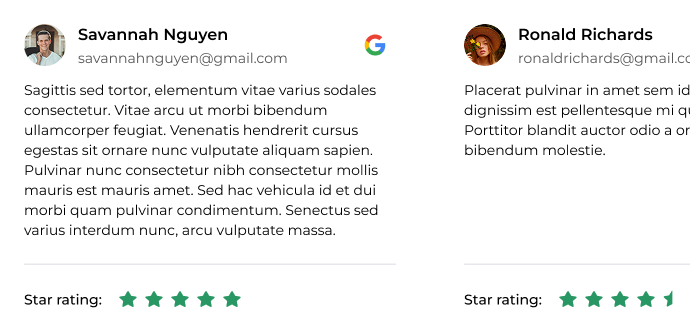 Savannah Nguyen
savannahnguyen@gmail.com
Sagittis sed tortor, elementum vitae varius sodales
consectetur. Vitae arcu ut morbi bibendum
ullamcorper feugiat. Venenatis hendrerit cursus
egestas sit ornare nunc vulputate aliquam sapien.
Pulvinar nunc consectetur nibh consectetur mollis
mauris est mauris amet. Sed hac vehicula id et dui
morbi quam pulvinar condimentum. Senectus sed
varius interdum nunc, arcu vulputate massa.
Star rating:
Ronald Richards
ronaldrichards@gmail.co
Placerat pulvinar in amet sem id
dignissim est pellentesque mi qu
Porttitor blandit auctor odio a or
bibendum molestie.
Star rating: